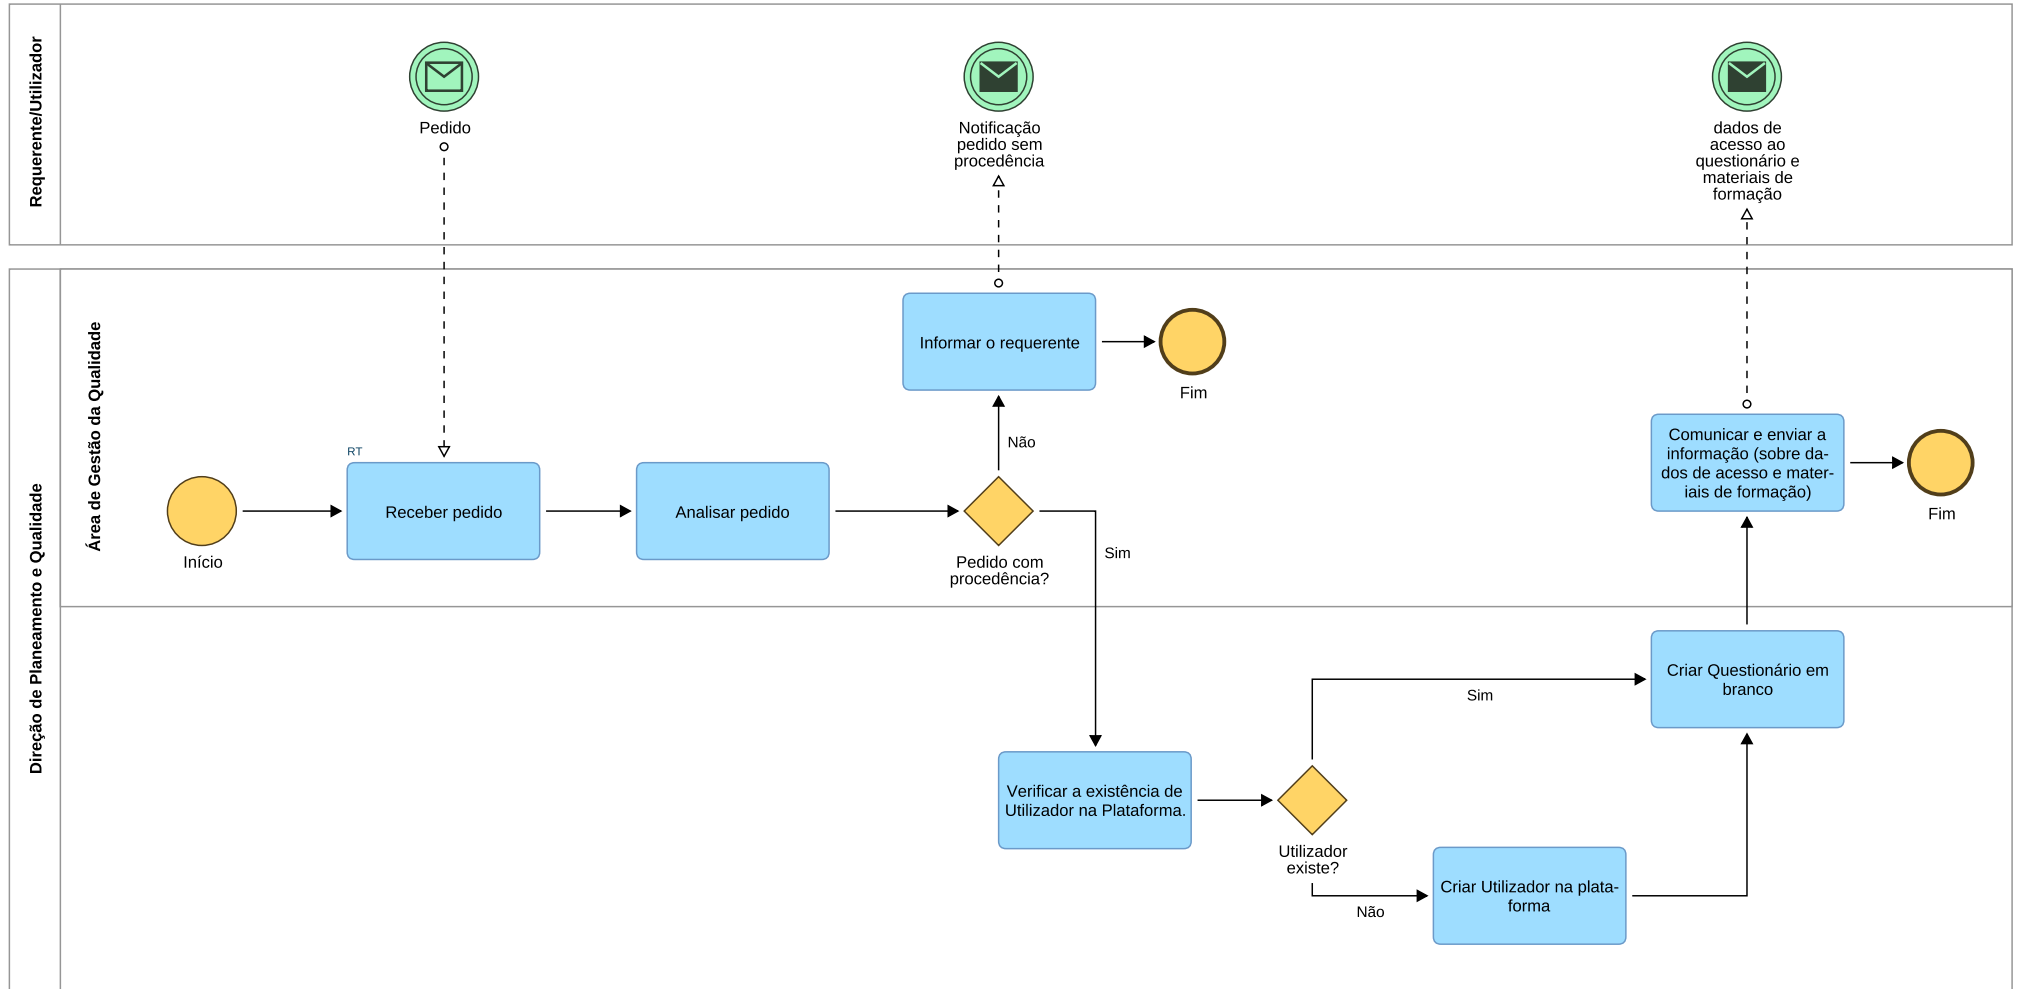 Requerente/Utilizador
Pedido
Notificação
pedido sem
procedência
dados de
acesso ao
questionário e
materiais de
formação
Direção de Planeamento e Qualidade
Área de Gestão da Qualidade
Início
RT
Receber pedido
Analisar pedido
Pedido com
procedência?
Não
Sim
Informar o requerente
Fim
Comunicar e enviar a
informação (sobre da-
dos de acesso e mater-
iais de formação)
Fim
Verificar a existência de
Utilizador na Plataforma.
Utilizador
existe?
Sim
Não
Criar Utilizador na plata-
forma
Criar Questionário em
branco